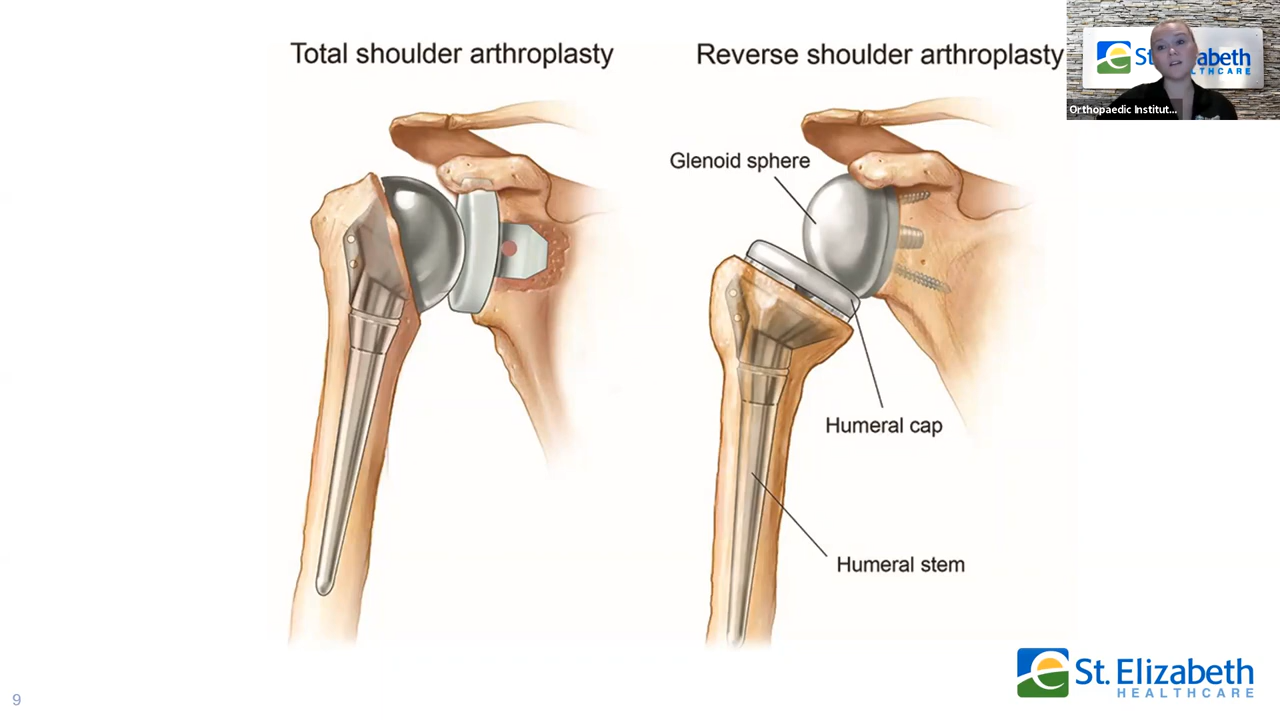 Total shoulder arthroplasty
Reverse shoulder arthroplasty
Glenoid sphere
Humeral cap
Humeral stem
St. Elizabeth
HEALTHCARE
9
Orthopaedic Institut...